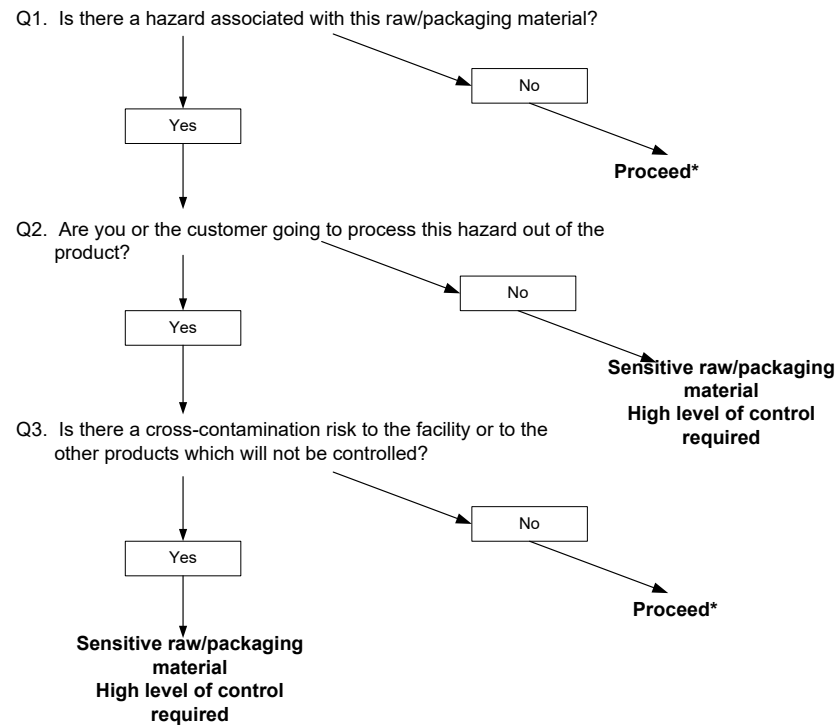 Q1. Is there a hazard associated with this raw/packaging material?
No
Yes
Proceed*
Q2. Are you or the customer going to process this hazard out of the
product?
No
Yes
Sensitive raw/packaging
material
High level of control
required
Q3. Is there a cross-contamination risk to the facility or to the
other products which will not be controlled?
No
Yes
Proceed*
Sensitive raw/packaging
material
High level of control
required